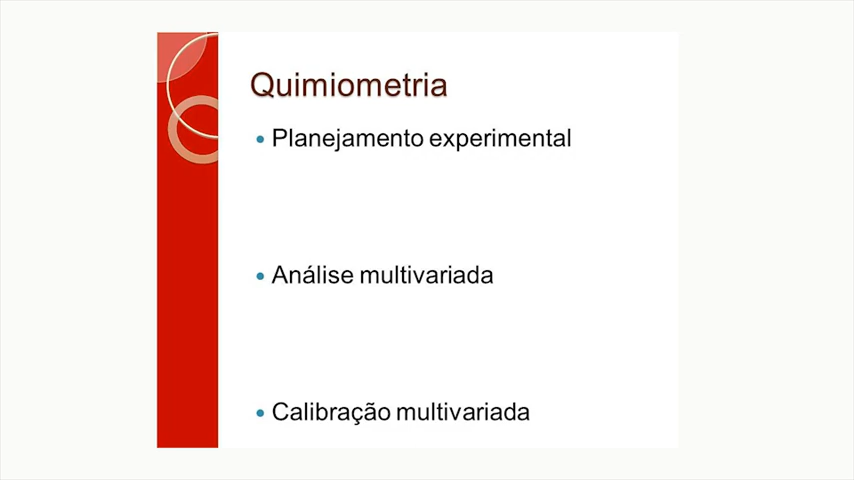 Quimiometria
• Planejamento experimental
• Análise multivariada
• Calibração multivariada